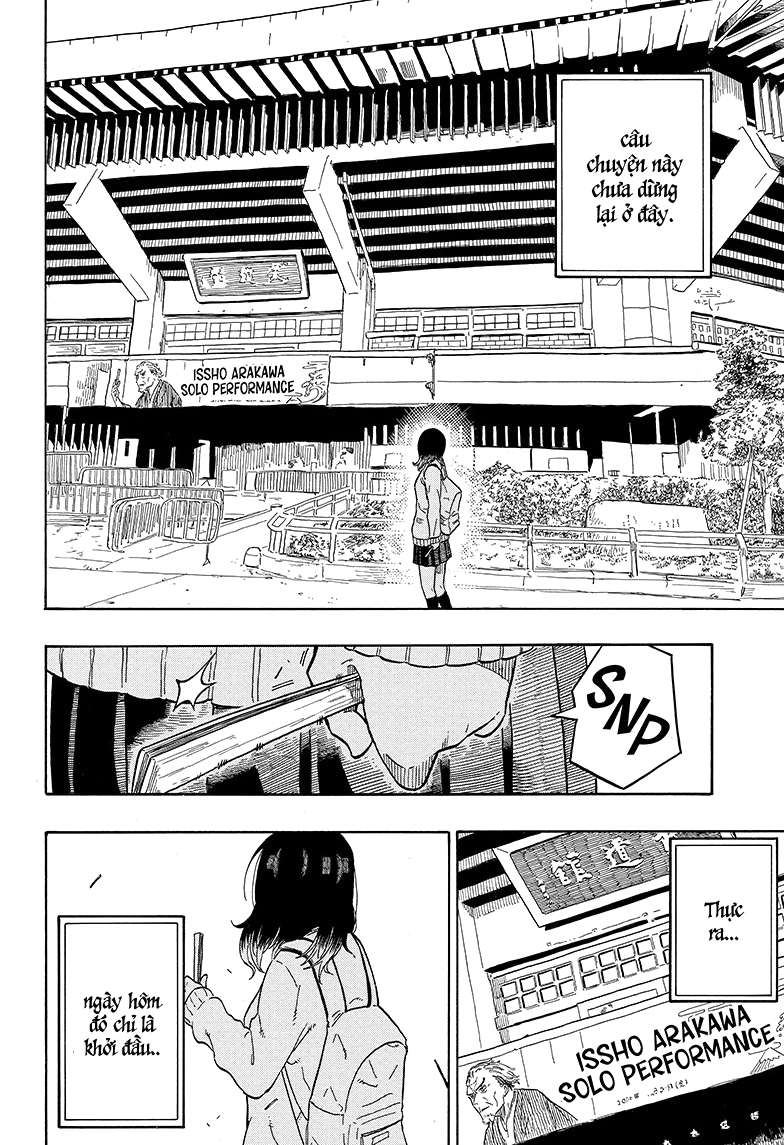 câu
chuyện này
chưa dừng
lại ở đây.
ISSHO ARAKAWA
SOLO PERFORMANCE
SNP
Thực
ra...
ISSHO ARAKAWA
SOLO PERFORMANCE
ngày hôm
đó chỉ là
khởi đầu..